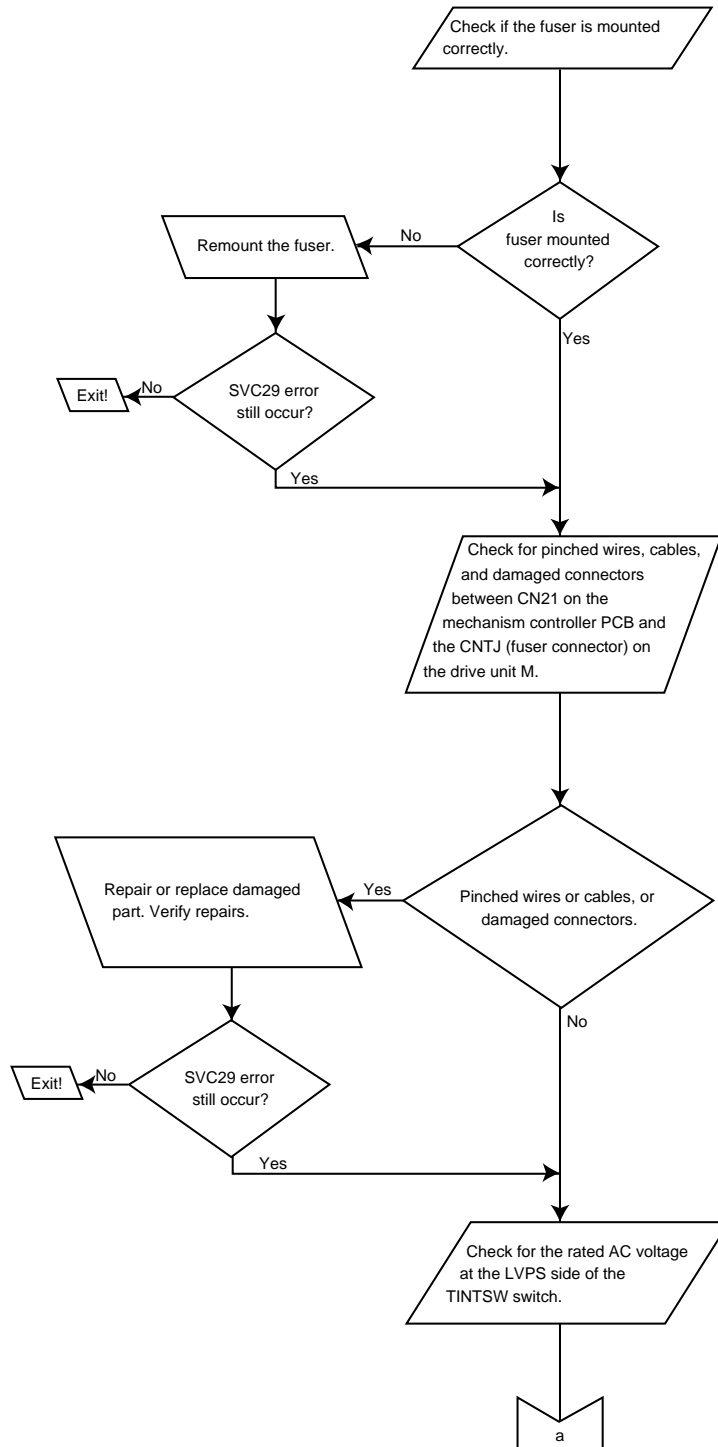 Check if the fuser is mounted
correctly.
Is
fuser mounted
correctly?
No
Remount the fuser.
Yes
SVC29 error
still occur?
No
Exit!
Yes
Check for pinched wires, cables,
and damaged connectors
between CN21 on the
mechanism controller PCB and
the CNTJ (fuser connector) on
the drive unit M.
Pinched wires or cables, or
damaged connectors.
Yes
Repair or replace damaged
part. Verify repairs.
No
SVC29 error
still occur?
No
Exit!
Yes
Check for the rated AC voltage
at the LVPS side of the
TINTSW switch.
a